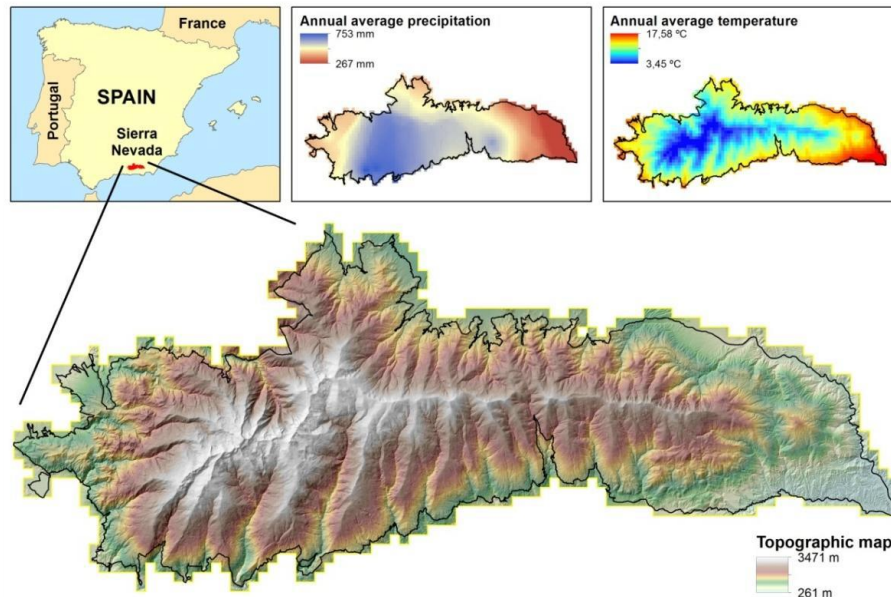 France
Portugal
SPAIN
Sierra
Nevada
Annual average precipitation
753 mm
267 mm
Annual average temperature
17,58 ºC
3,45 ºC
Topographic map
3471 m
261 m